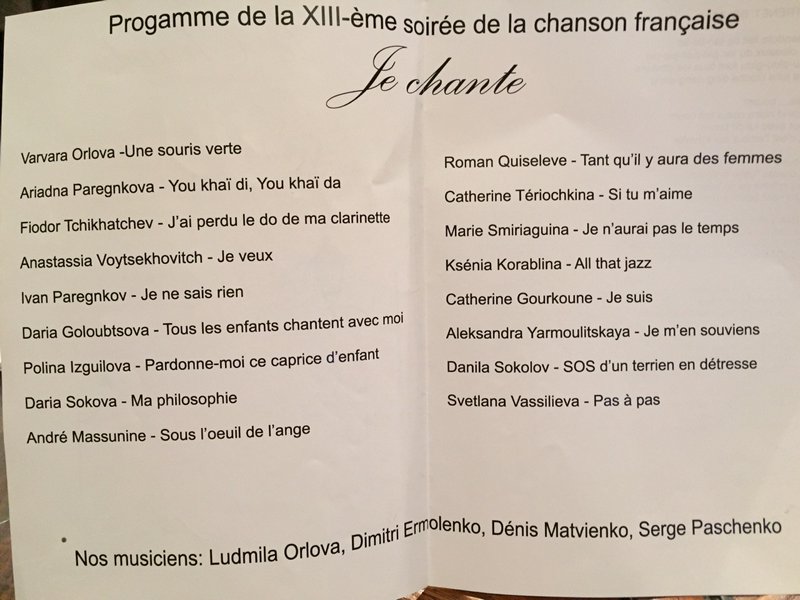 Progamme de la XIII-ème soirée de la chanson française
Je chante
Varvara Orlova -Une souris verte
Ariadna Paregnkova - You khaï di, You khaï da
Fiodor Tchikhatchev - J'ai perdu le do de ma clarinette
Anastassia Voytsekhovitch - Je veux
Ivan Paregnkov - Je ne sais rien
Daria Goloubtsova - Tous les enfants chantent avec moi
Polina Izguilova - Pardonne-moi ce caprice d'enfant
Daria Sokova - Ma philosophie
André Massunine - Sous l'oeuil de l'ange
Roman Quiseleve - Tant qu'il y aura des femmes
Catherine Tériochkina - Si tu m'aime
Marie Smiriaguina - Je n'aurai pas le temps
Ksénia Korablina - All that jazz
Catherine Gourkoune - Je suis
Aleksandra Yarmoulitskaya - Je m'en souviens
Danila Sokolov - SOS d'un terrien en détresse
Svetlana Vassilieva - Pas à pas
Nos musiciens: Ludmila Orlova, Dimitri Ermolenko, Dénis Matvienko, Serge Paschenko